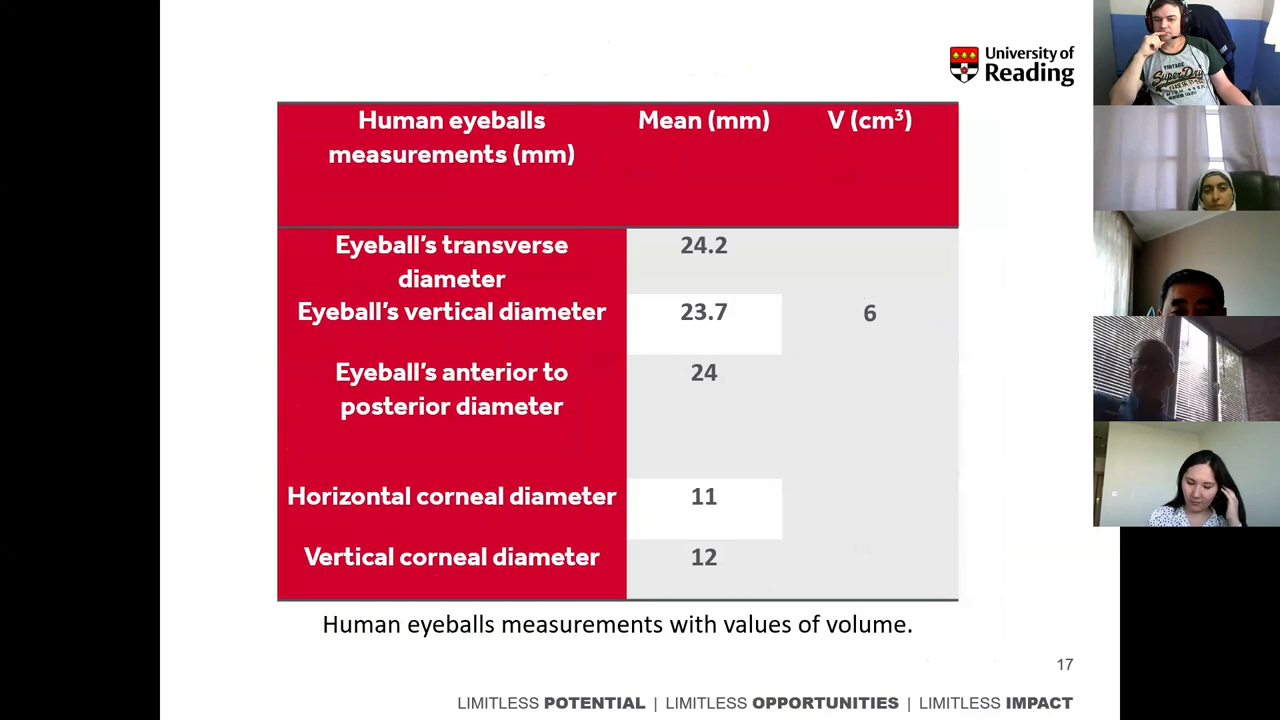 University of
Reading
Human eyeballs
measurements (mm)
Mean (mm)
V (cm³)
Eyeball's transverse
diameter
24.2
Eyeball's vertical diameter
23.7
6
Eyeball's anterior to
posterior diameter
24
Horizontal corneal diameter
11
Vertical corneal diameter
12
Human eyeballs measurements with values of volume.
17
LIMITLESS POTENTIAL | LIMITLESS OPPORTUNITIES | LIMITLESS IMPACT
VINTAGE
SuperDry